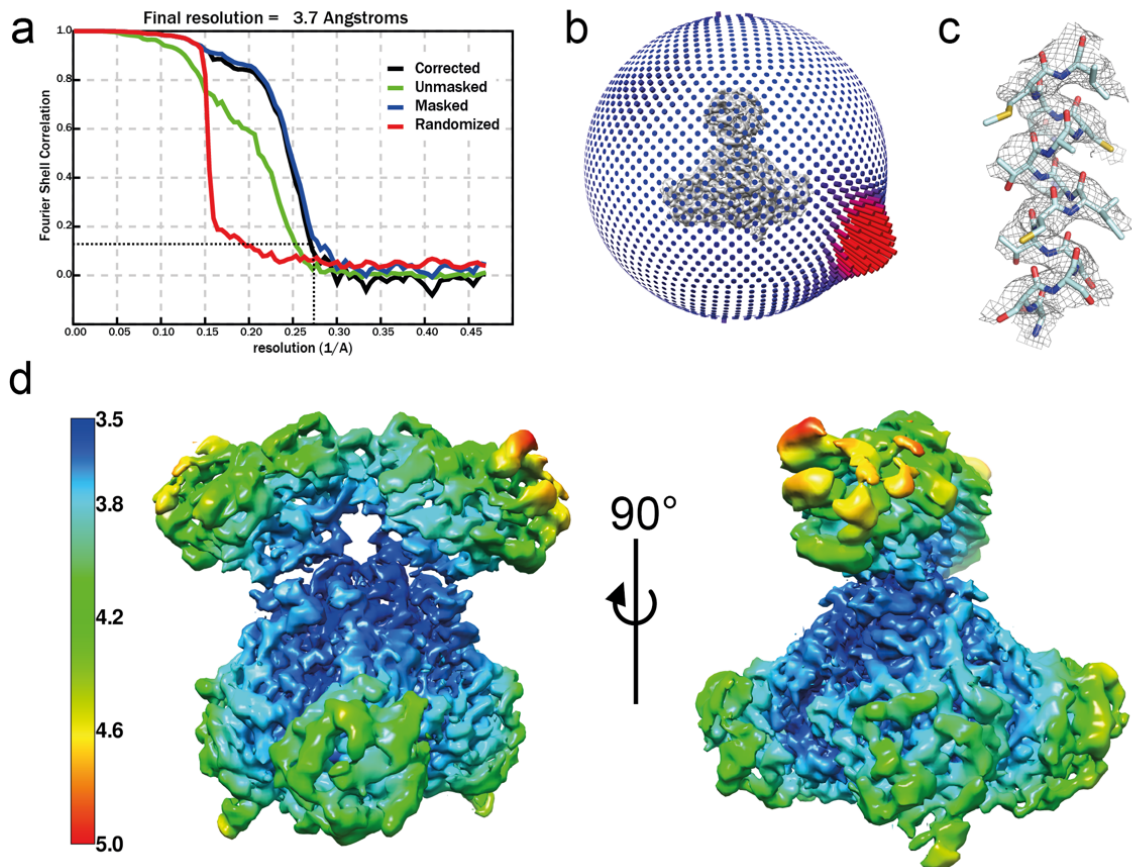 a
Final resolution = 3.7 Angstroms
Fourier Shell Correlation
1.0
0.8
0.6
0.4
0.2
0.0
Corrected
Unmasked
Masked
Randomized
0.00 0.05 0.10 0.15 0.20 0.25 0.30 0.35 0.40 0.45
resolution (1/A)
b
c
d
3.5
3.8
4.2
4.6
5.0
90°